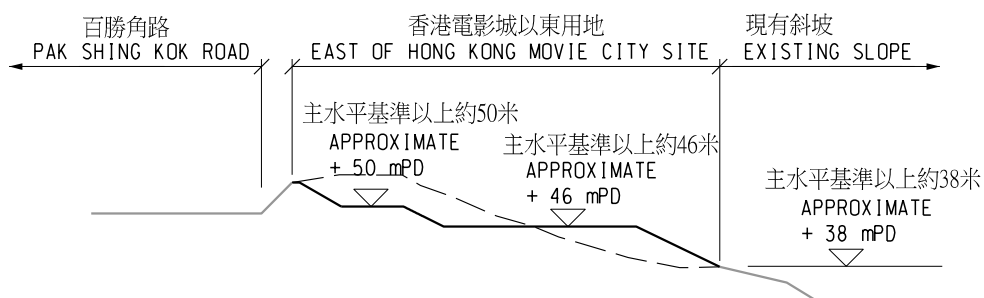 百勝角路
PAK SHING KOK ROAD
香港電影城以東用地
EAST OF HONG KONG MOVIE CITY SITE
現有斜坡
EXISTING SLOPE
主水平基準以上約50米
APPROXIMATE
+ 50 mPD
主水平基準以上約46米
APPROXIMATE
+ 46 mPD
主水平基準以上約38米
APPROXIMATE
+ 38 mPD